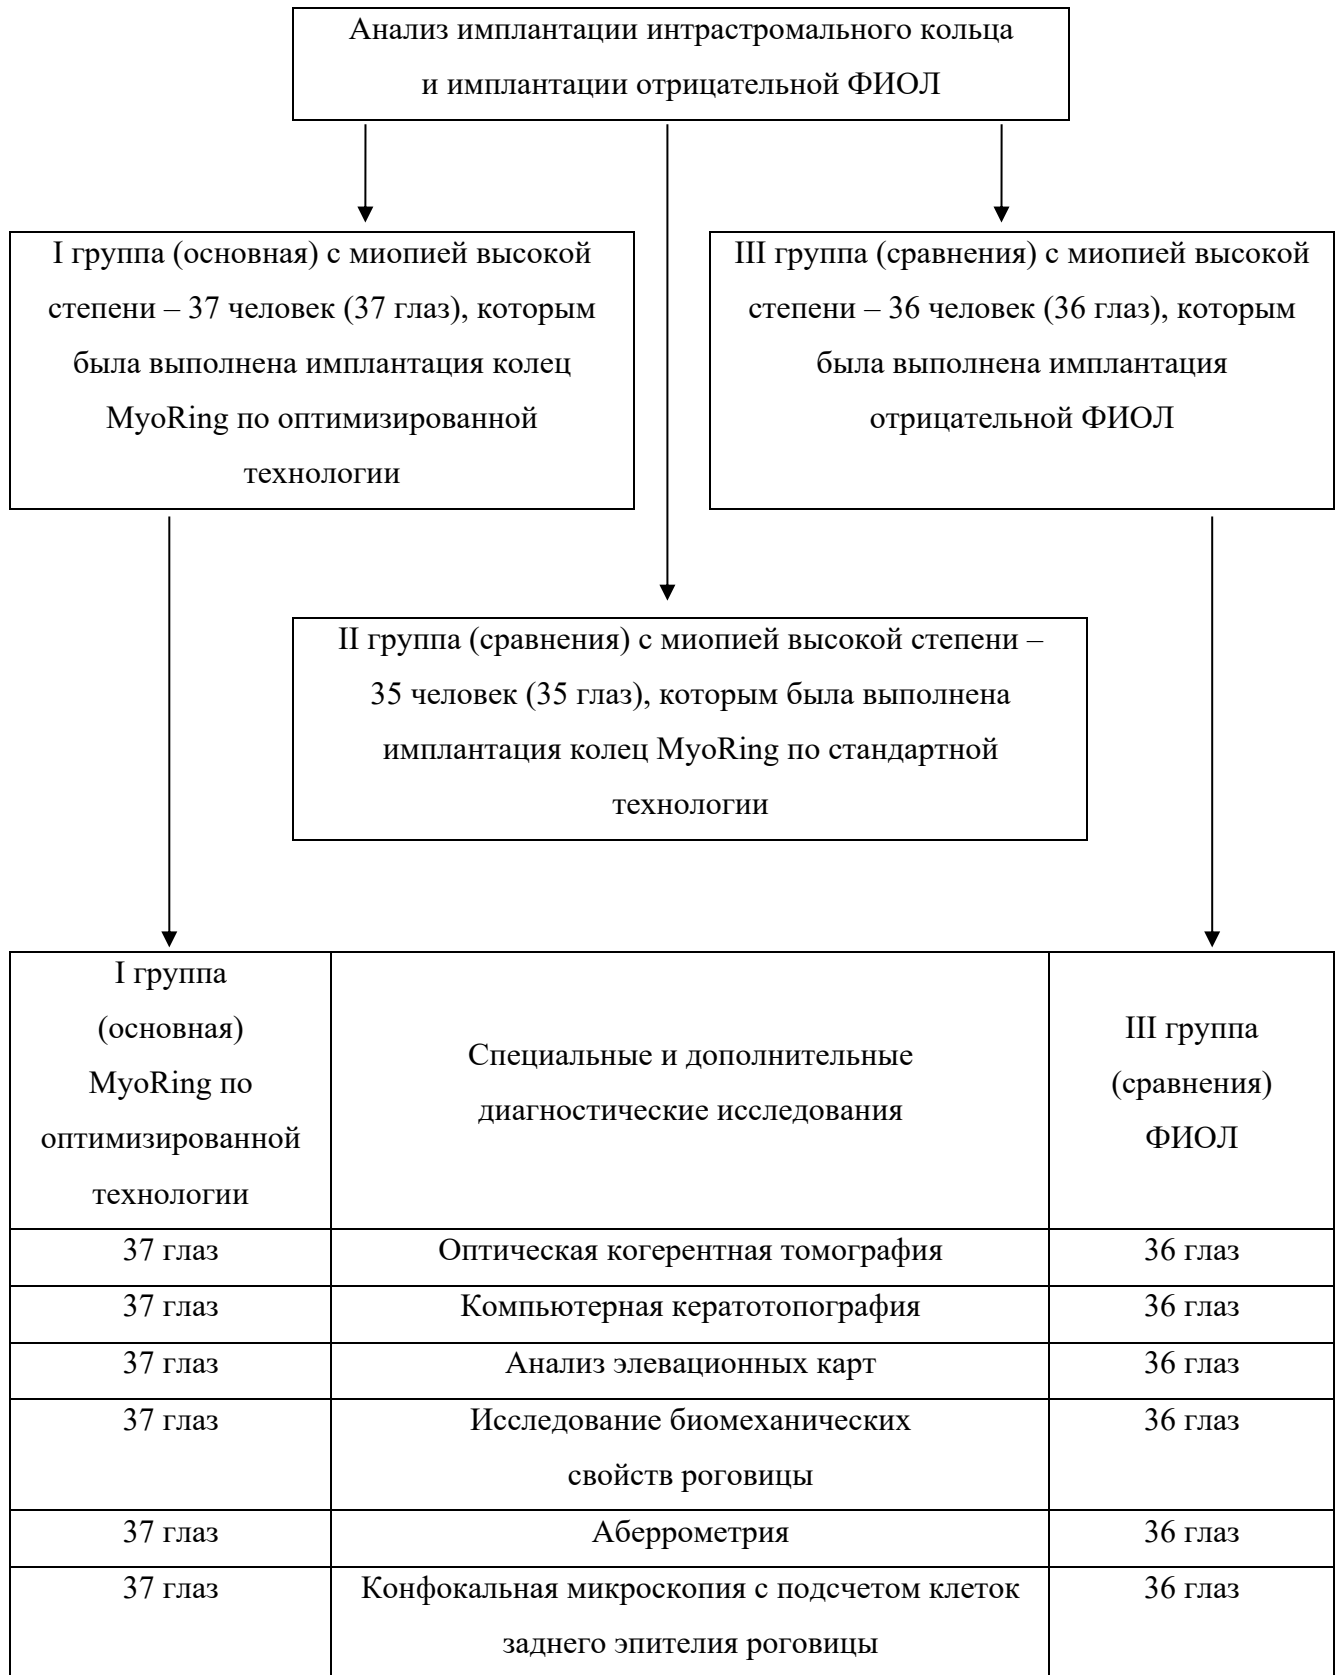 Анализ имплантации интрастромального кольца
и имплантации отрицательной ФИОЛ
I группа (основная) с миопией высокой
степени – 37 человек (37 глаз), которым
была выполнена имплантация колец
MyoRing по оптимизированной
технологии
III группа (сравнения) с миопией высокой
степени – 36 человек (36 глаз), которым
была выполнена имплантация
отрицательной ФИОЛ
II группа (сравнения) с миопией высокой степени –
35 человек (35 глаз), которым была выполнена
имплантация колец MyoRing по стандартной
технологии
I группа
(основная)
MyoRing по
оптимизированной
технологии
Специальные и дополнительные
диагностические исследования
III группа
(сравнения)
ФИОЛ
37 глаз
Оптическая когерентная томография
36 глаз
37 глаз
Компьютерная кератотопография
36 глаз
37 глаз
Анализ элевационных карт
36 глаз
37 глаз
Исследование биомеханических
свойств роговицы
36 глаз
37 глаз
Аберрометрия
36 глаз
37 глаз
Конфокальная микроскопия с подсчетом клеток
заднего эпителия роговицы
36 глаз